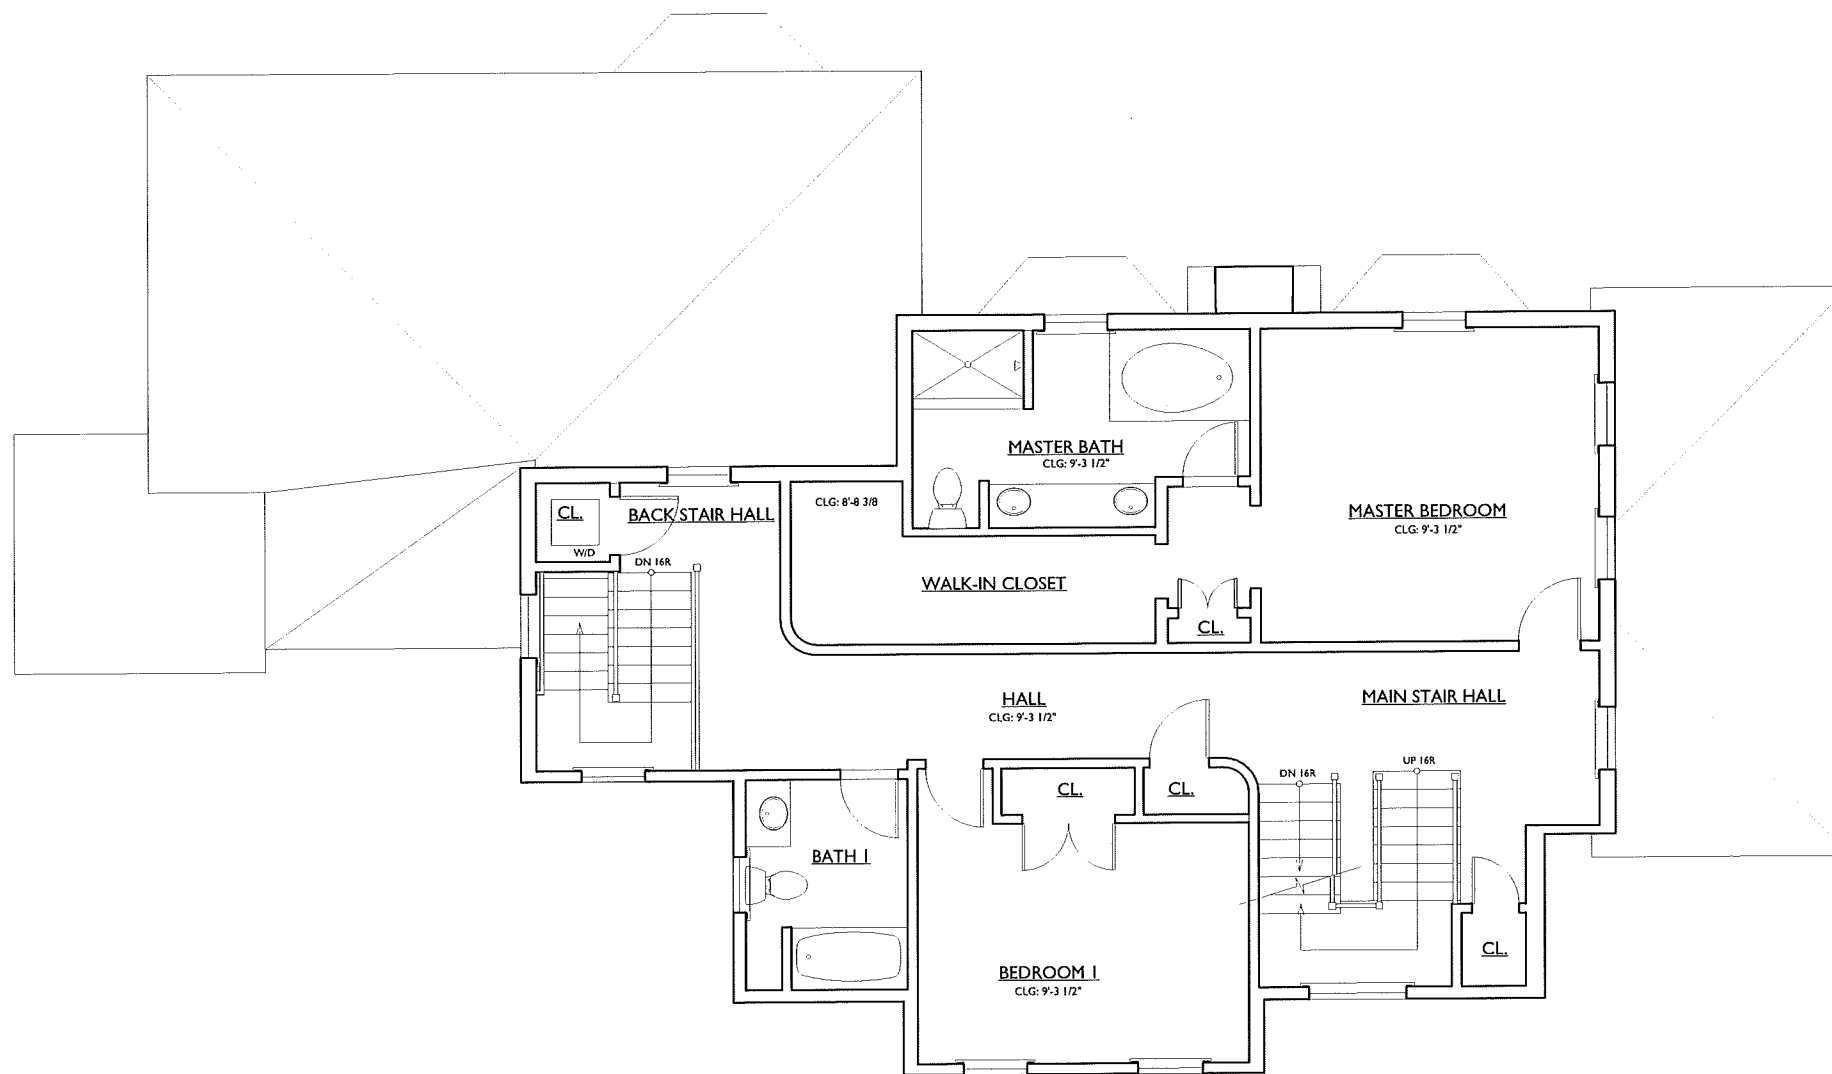 MASTER BATH
CLG: 9'-3 1/2"
CLG: 8'-8 3/8
CL.
BACK STAIR HALL
W/D
DN 16R
MASTER BEDROOM
CLG: 9'-3 1/2"
WALK-IN CLOSET
CL.
HALL
CLG: 9'-3 1/2"
MAIN STAIR HALL
DN 16R
UP 16R
CL.
CL.
BATH 1
CL.
BEDROOM 1
CLG: 9'-3 1/2"